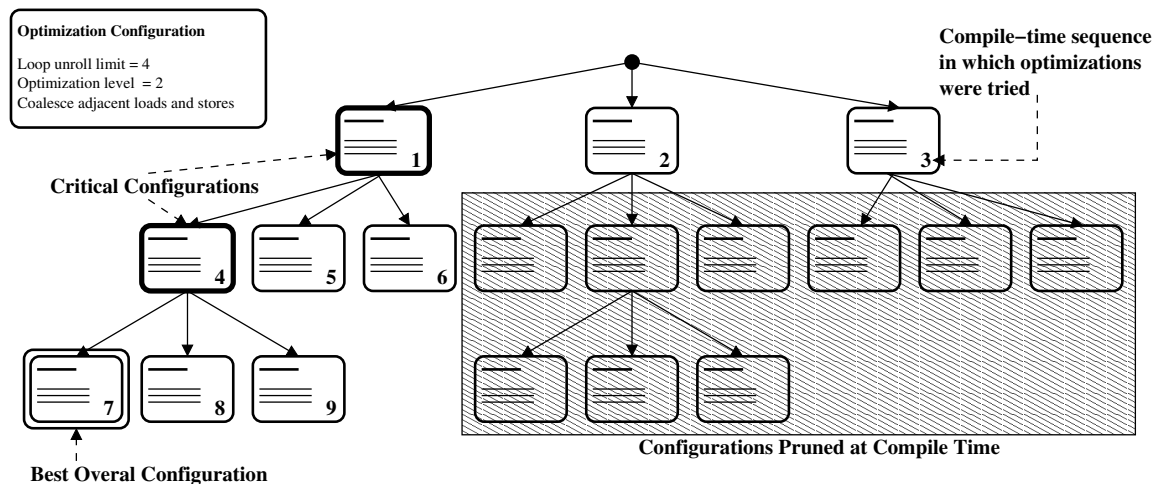 Optimization Configuration
Loop unroll limit = 4
Optimization level = 2
Coalesce adjacent loads and stores
Compile−time sequence
in which optimizations
were tried
1
2
3
Critical Configurations
4
5
6
7
8
9
Configurations Pruned at Compile Time
Best Overal Configuration